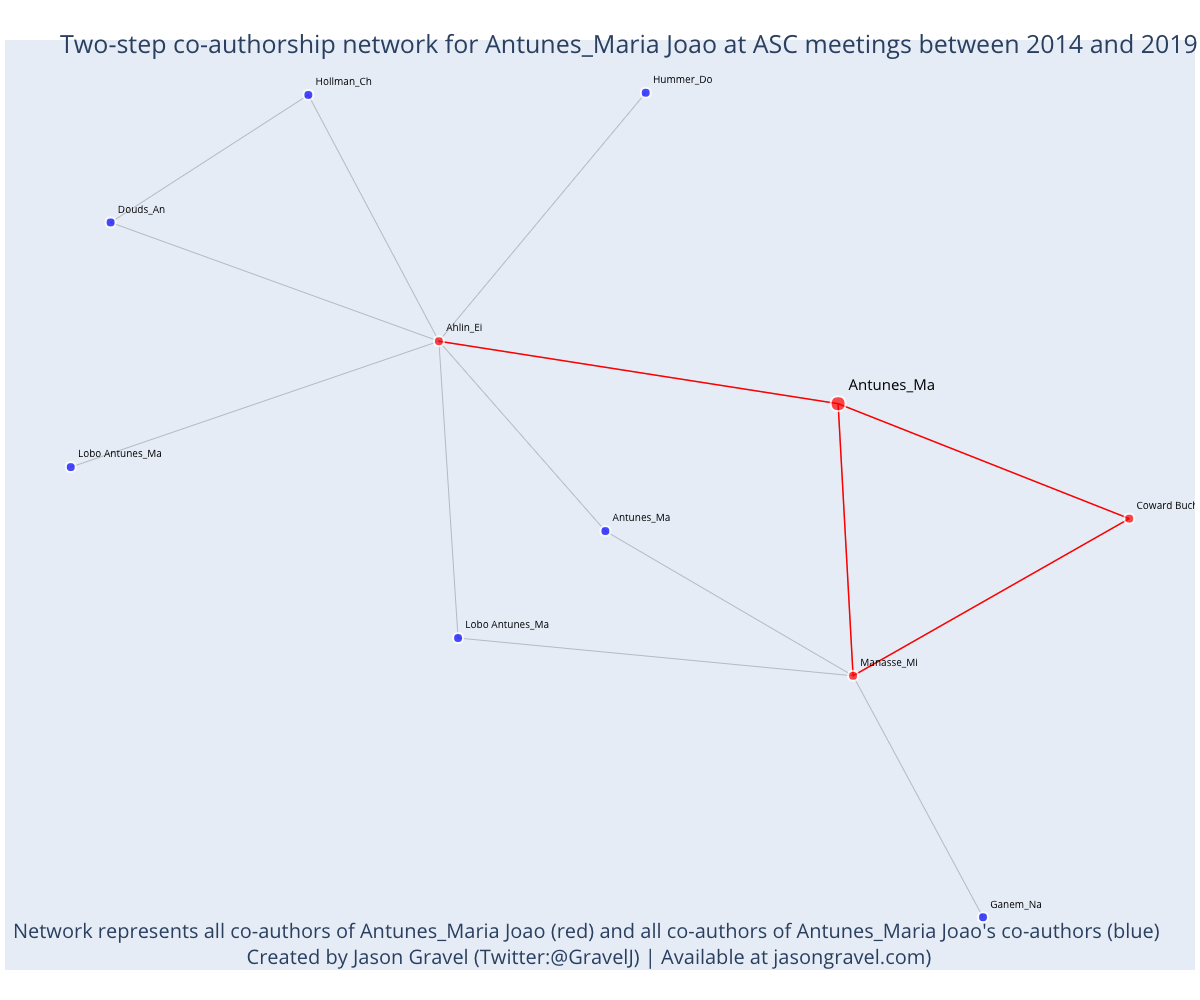 Two-step co-authorship network for Antunes_Maria Joao at ASC meetings between 2014 and 2019
Hollman_Ch
Hummer_Do
Douds_An
Ahlin_Ei
Antunes_Ma
Lobo Antunes_Ma
Coward Buch
Antunes_Ma
Lobo Antunes_Ma
Manasse_Mi
Ganem_Na
Network represents all co-authors of Antunes_Maria Joao (red) and all co-authors of Antunes_Maria Joao's co-authors (blue)
Created by Jason Gravel (Twitter:@GravelJ) | Available at jasongravel.com)